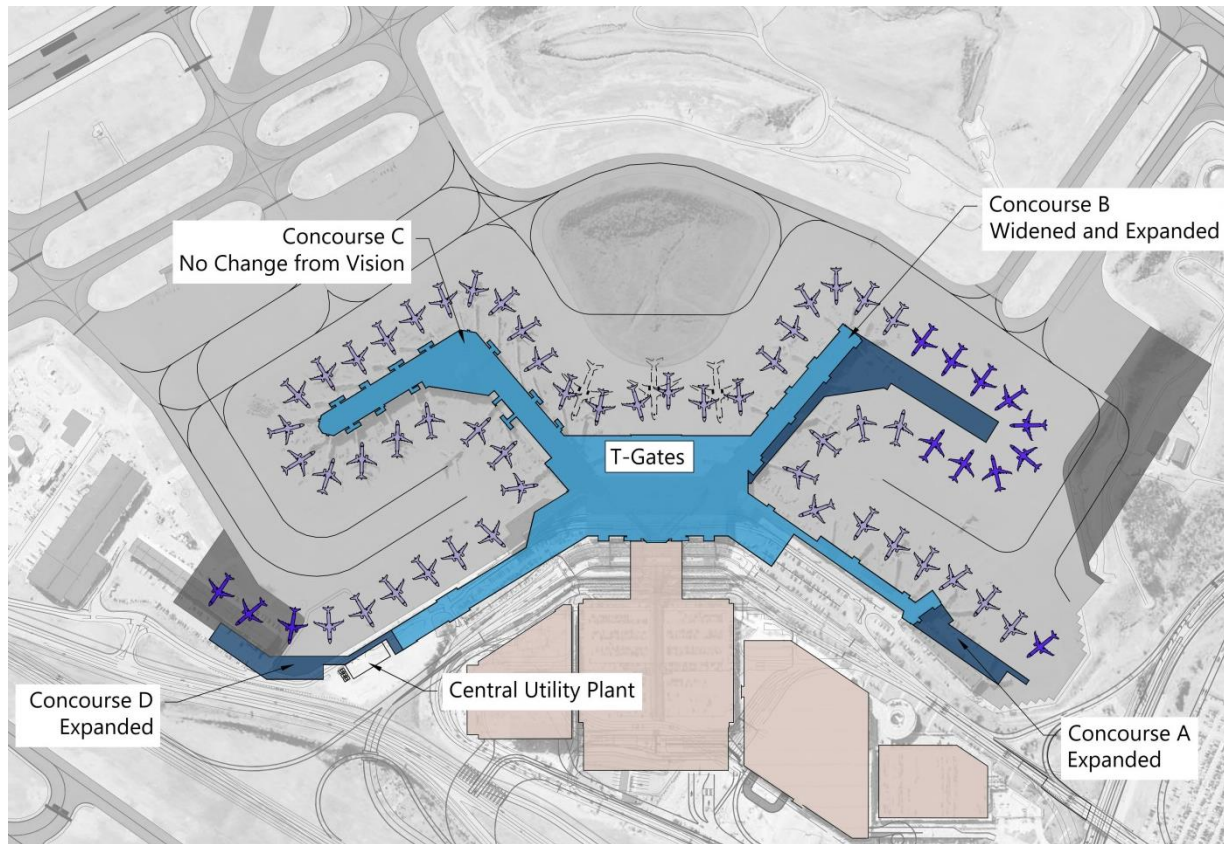 Concourse B
Widened and Expanded
Concourse C
No Change from Vision
T-Gates
Concourse D
Expanded
Central Utility Plant
Concourse A
Expanded